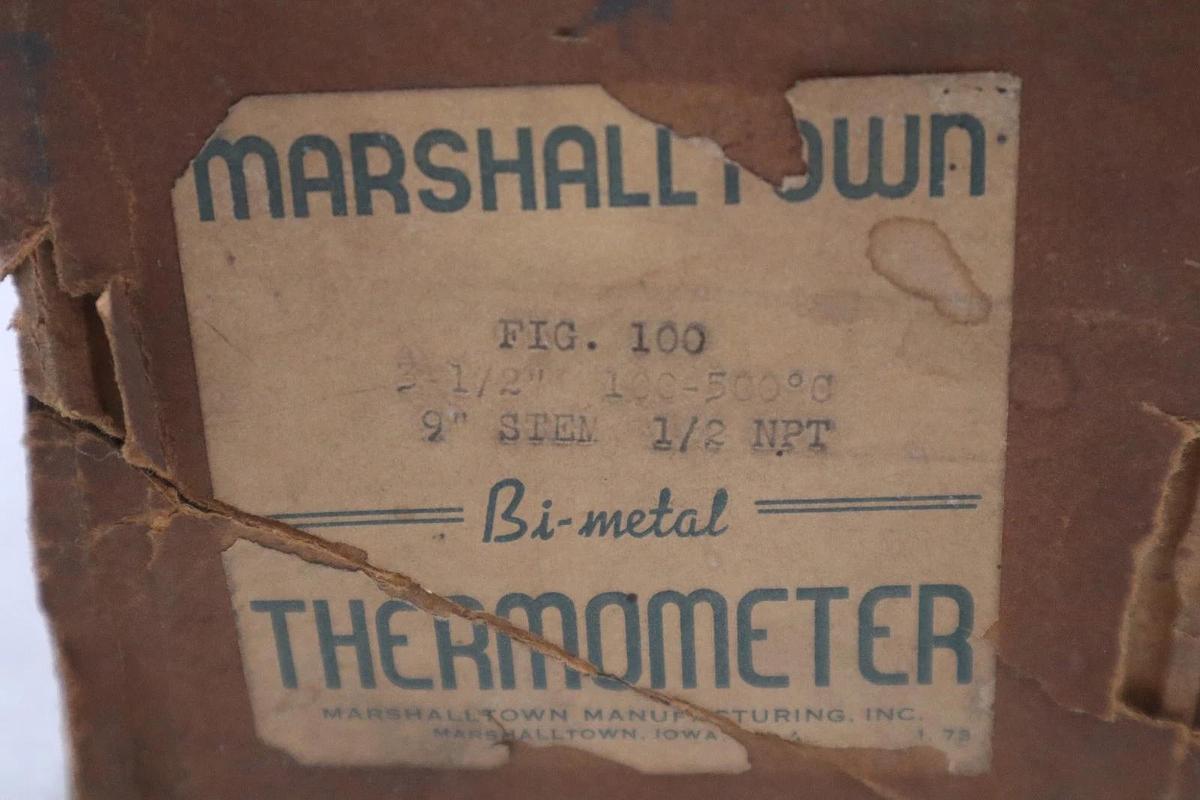 MARSHALLTOWN
FIG. 100
3-1/2" 100-500°C
9" STEM 1/2 NPT
Bi-metal
THERMOMETER
MARSHALLTOWN MANUFACTURING, INC.
MARSHALLTOWN, IOWA.